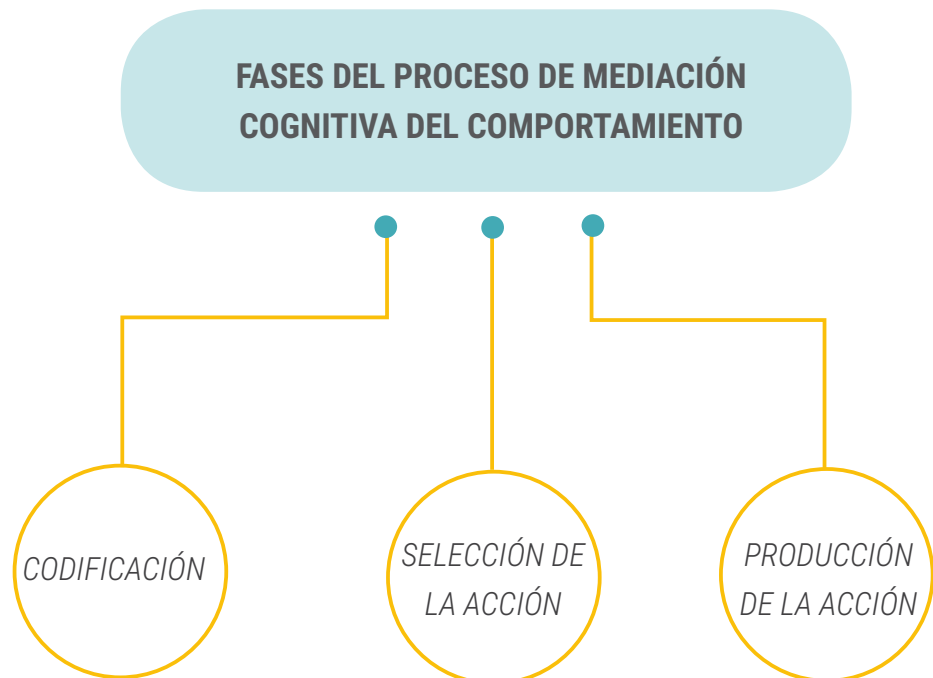 FASES DEL PROCESO DE MEDIACIÓN
COGNITIVA DEL COMPORTAMIENTO
CODIFICACIÓN
SELECCIÓN DE
LA ACCIÓN
PRODUCCIÓN
DE LA ACCIÓN